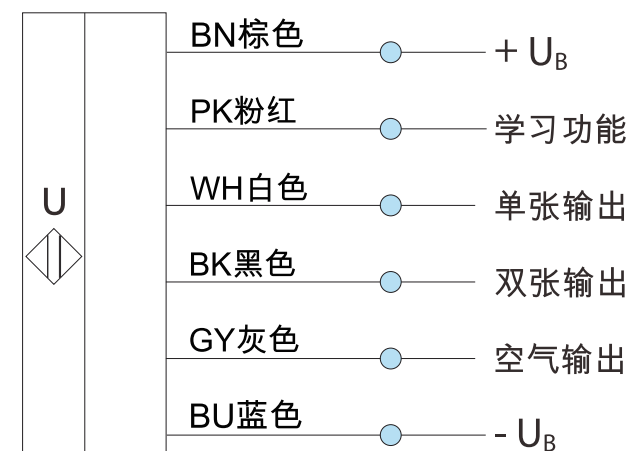 BN棕色
+ UB
PK粉红
学习功能
WH白色
单张输出
U
BK黑色
双张输出
GY灰色
空气输出
BU蓝色
- UB